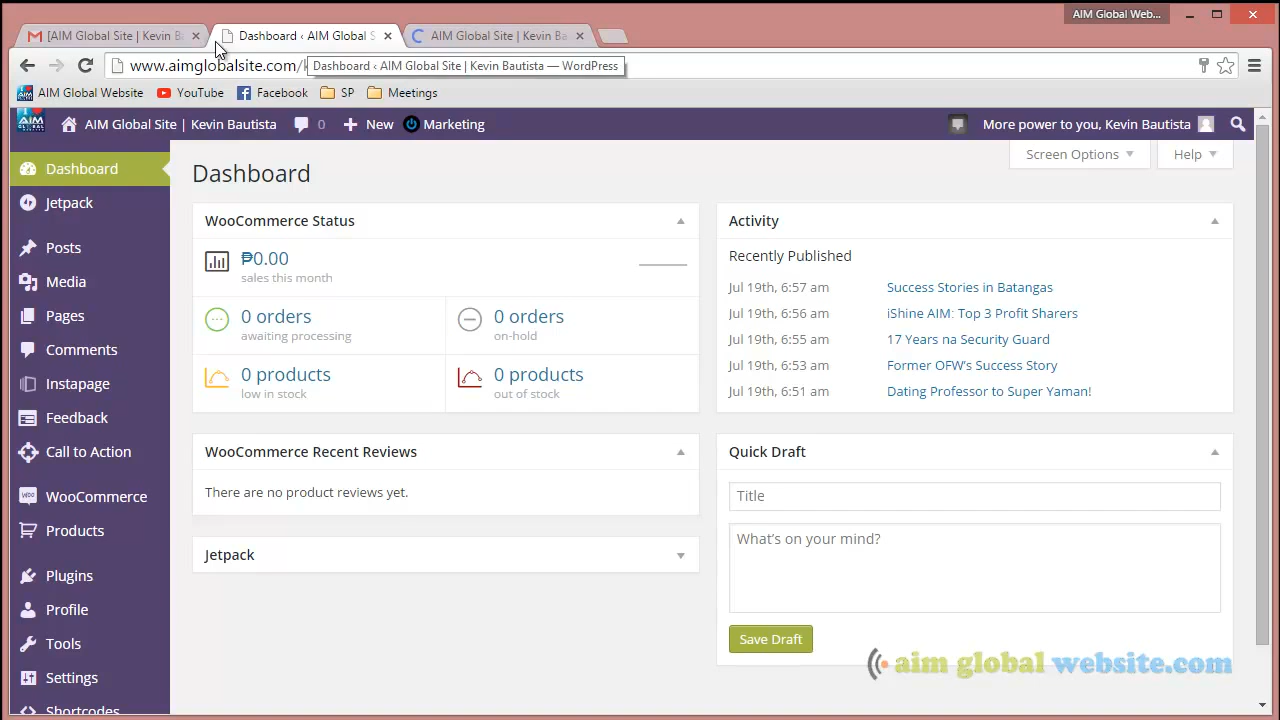 AIM Global Web...
[AIM Global Site | Kevin B
Dashboard ‹ AIM Global S
AIM Global Site | Kevin Ba
www.aimglobalsite.com/
Dashboard ‹ AIM Global Site | Kevin Bautista — WordPress
AIM Global Website
YouTube
Facebook
SP
Meetings
AIM Global Site | Kevin Bautista
0
New
Marketing
More power to you, Kevin Bautista
Dashboard
Jetpack
Posts
Media
Pages
Comments
Instapage
Feedback
Call to Action
WooCommerce
Products
Plugins
Profile
Tools
Settings
Shortcodes
Screen Options
Help
Dashboard
WooCommerce Status
₱0.00
sales this month
0 orders
awaiting processing
0 orders
on-hold
0 products
low in stock
0 products
out of stock
WooCommerce Recent Reviews
There are no product reviews yet.
Jetpack
Activity
Recently Published
Jul 19th, 6:57 am Success Stories in Batangas
Jul 19th, 6:56 am iShine AIM: Top 3 Profit Sharers
Jul 19th, 6:55 am 17 Years na Security Guard
Jul 19th, 6:53 am Former OFW's Success Story
Jul 19th, 6:51 am Dating Professor to Super Yaman!
Quick Draft
Title
What's on your mind?
Save Draft
aim global website.com